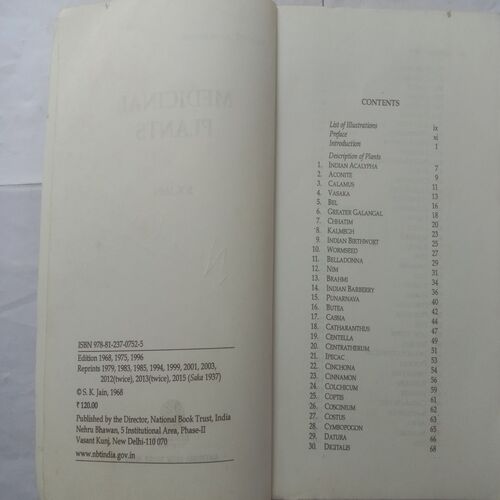 MEDICINAL
PLANTS
ISBN 978-81-237-0752-5
Edition 1968, 1975, 1996
Reprints 1979, 1983, 1985, 1994, 1999, 2001, 2003,
2012(twice), 2013(twice), 2015 (Saka 1937)
© S. K. Jain, 1968
₹ 120.00
Published by the Director, National Book Trust, India
Nehru Bhawan, 5 Institutional Area, Phase-II
Vasant Kunj, New Delhi-110 070
www.nbtindia.gov.in
CONTENTS
List of Illustrations ix
Preface xi
Introduction 1
Description of Plants
1. INDIAN ACALYPHA 7
2. ACONITE 9
3. CALAMUS 11
4. VASAKA 13
5. BEL 16
6. GREATER GALANGAL 18
7. CHHATIM 20
8. KALMEGH 23
9. INDIAN BIRTHWORT 25
10. WORMSEED 27
11. BELLADONNA 29
12. NIM 31
13. BRAHMI 34
14. INDIAN BARBERRY 36
15. PUNARNAVA 40
16. BUTEA 42
17. CASSIA 44
18. CATHARANTHUS 47
19. CENTELLA 49
20. CENTRATHERUM 50
21. IPECAC 51
22. CINCHONA 54
23. CINNAMON 56
24. COLCHICUM 59
25. COPTIS 61
26. COSCINIUM 62
27. COSTUS 63
28. CYMBOPOGON 65
29. DATURA 66
30. DIGITALIS 68